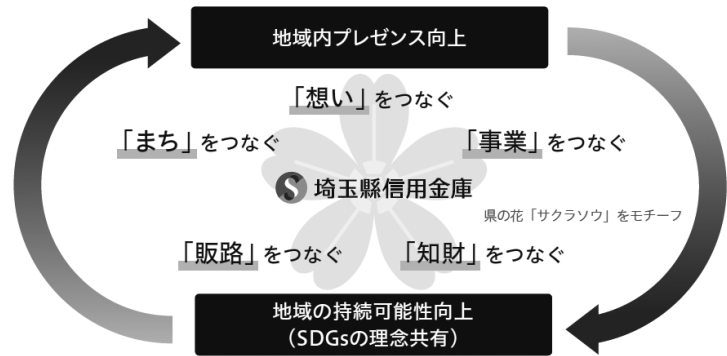 地域内プレゼンス向上
「想い」をつなぐ
「まち」をつなぐ
「事業」をつなぐ
S 埼玉縣信用金庫
県の花「サクラソウ」をモチーフ
「販路」をつなぐ
「知財」をつなぐ
地域の持続可能性向上
（SDGsの理念共有）